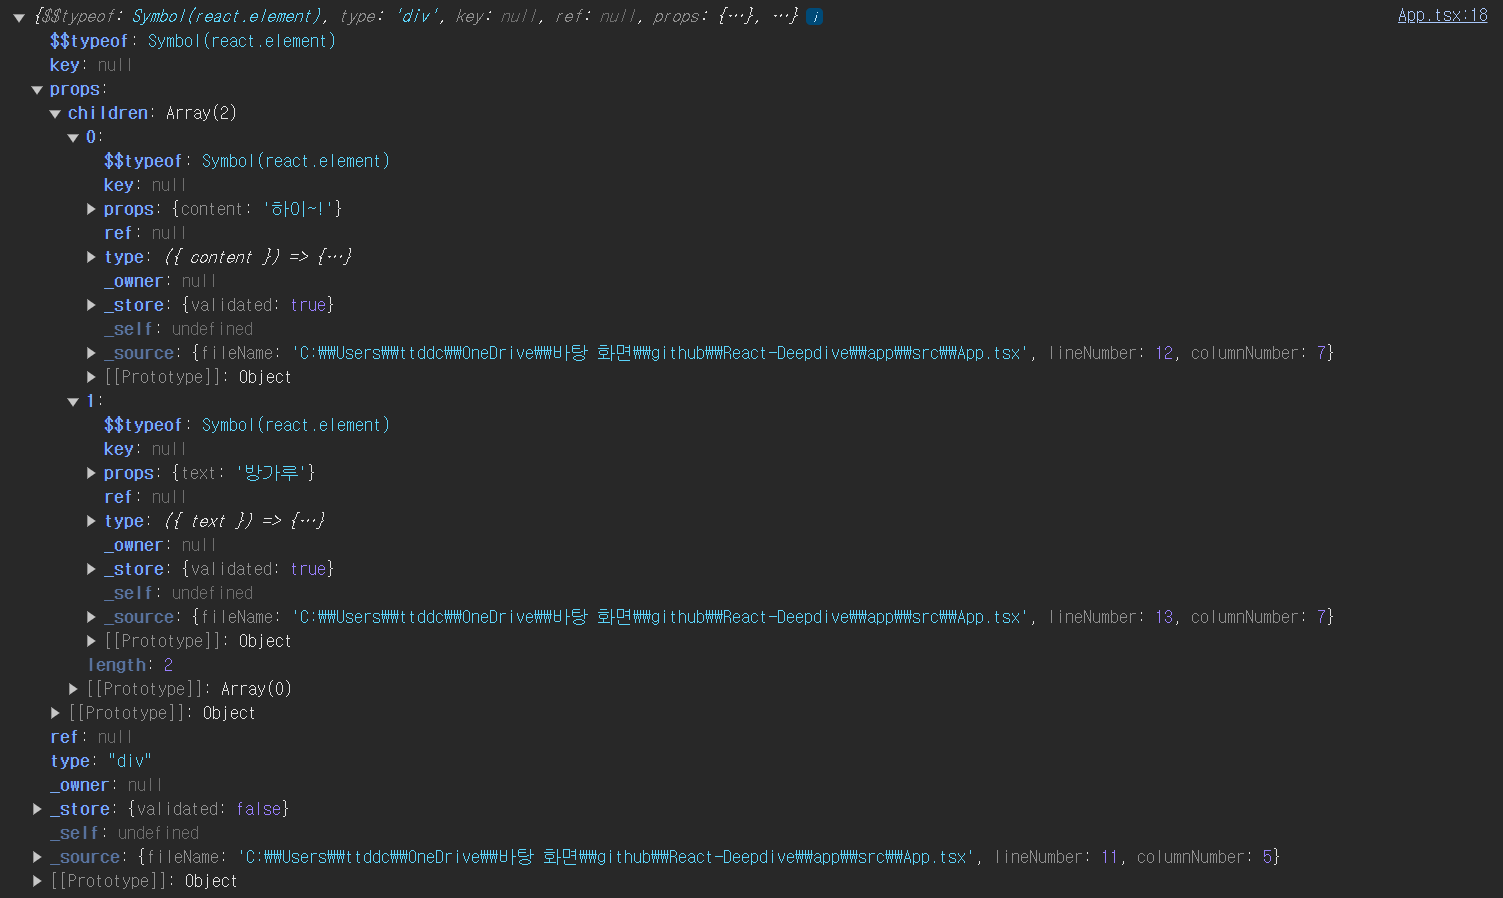 ▼ {$$typeof: Symbol(react.element), type: 'div', key: null, ref: null, props: {…}, …} i App.tsx:18
$$typeof: Symbol(react.element)
key: null
▼ props:
▼ children: Array(2)
▼ 0:
$$typeof: Symbol(react.element)
key: null
▶ props: {content: '하이~!'}
ref: null
▶ type: ({ content }) => {…}
_owner: null
▶ _store: {validated: true}
_self: undefined
▶ _source: {fileName: 'C:₩₩Users₩₩ttddc₩₩OneDrive₩₩바탕 화면₩₩github₩₩React-Deepdive₩₩app₩₩src₩₩App.tsx', lineNumber: 12, columnNumber: 7}
▶ [[Prototype]]: Object
▼ 1:
$$typeof: Symbol(react.element)
key: null
▶ props: {text: '방가루'}
ref: null
▶ type: ({ text }) => {…}
_owner: null
▶ _store: {validated: true}
_self: undefined
▶ _source: {fileName: 'C:₩₩Users₩₩ttddc₩₩OneDrive₩₩바탕 화면₩₩github₩₩React-Deepdive₩₩app₩₩src₩₩App.tsx', lineNumber: 13, columnNumber: 7}
▶ [[Prototype]]: Object
length: 2
▶ [[Prototype]]: Array(0)
▶ [[Prototype]]: Object
ref: null
type: "div"
_owner: null
▶ _store: {validated: false}
_self: undefined
▶ _source: {fileName: 'C:₩₩Users₩₩ttddc₩₩OneDrive₩₩바탕 화면₩₩github₩₩React-Deepdive₩₩app₩₩src₩₩App.tsx', lineNumber: 11, columnNumber: 5}
▶ [[Prototype]]: Object